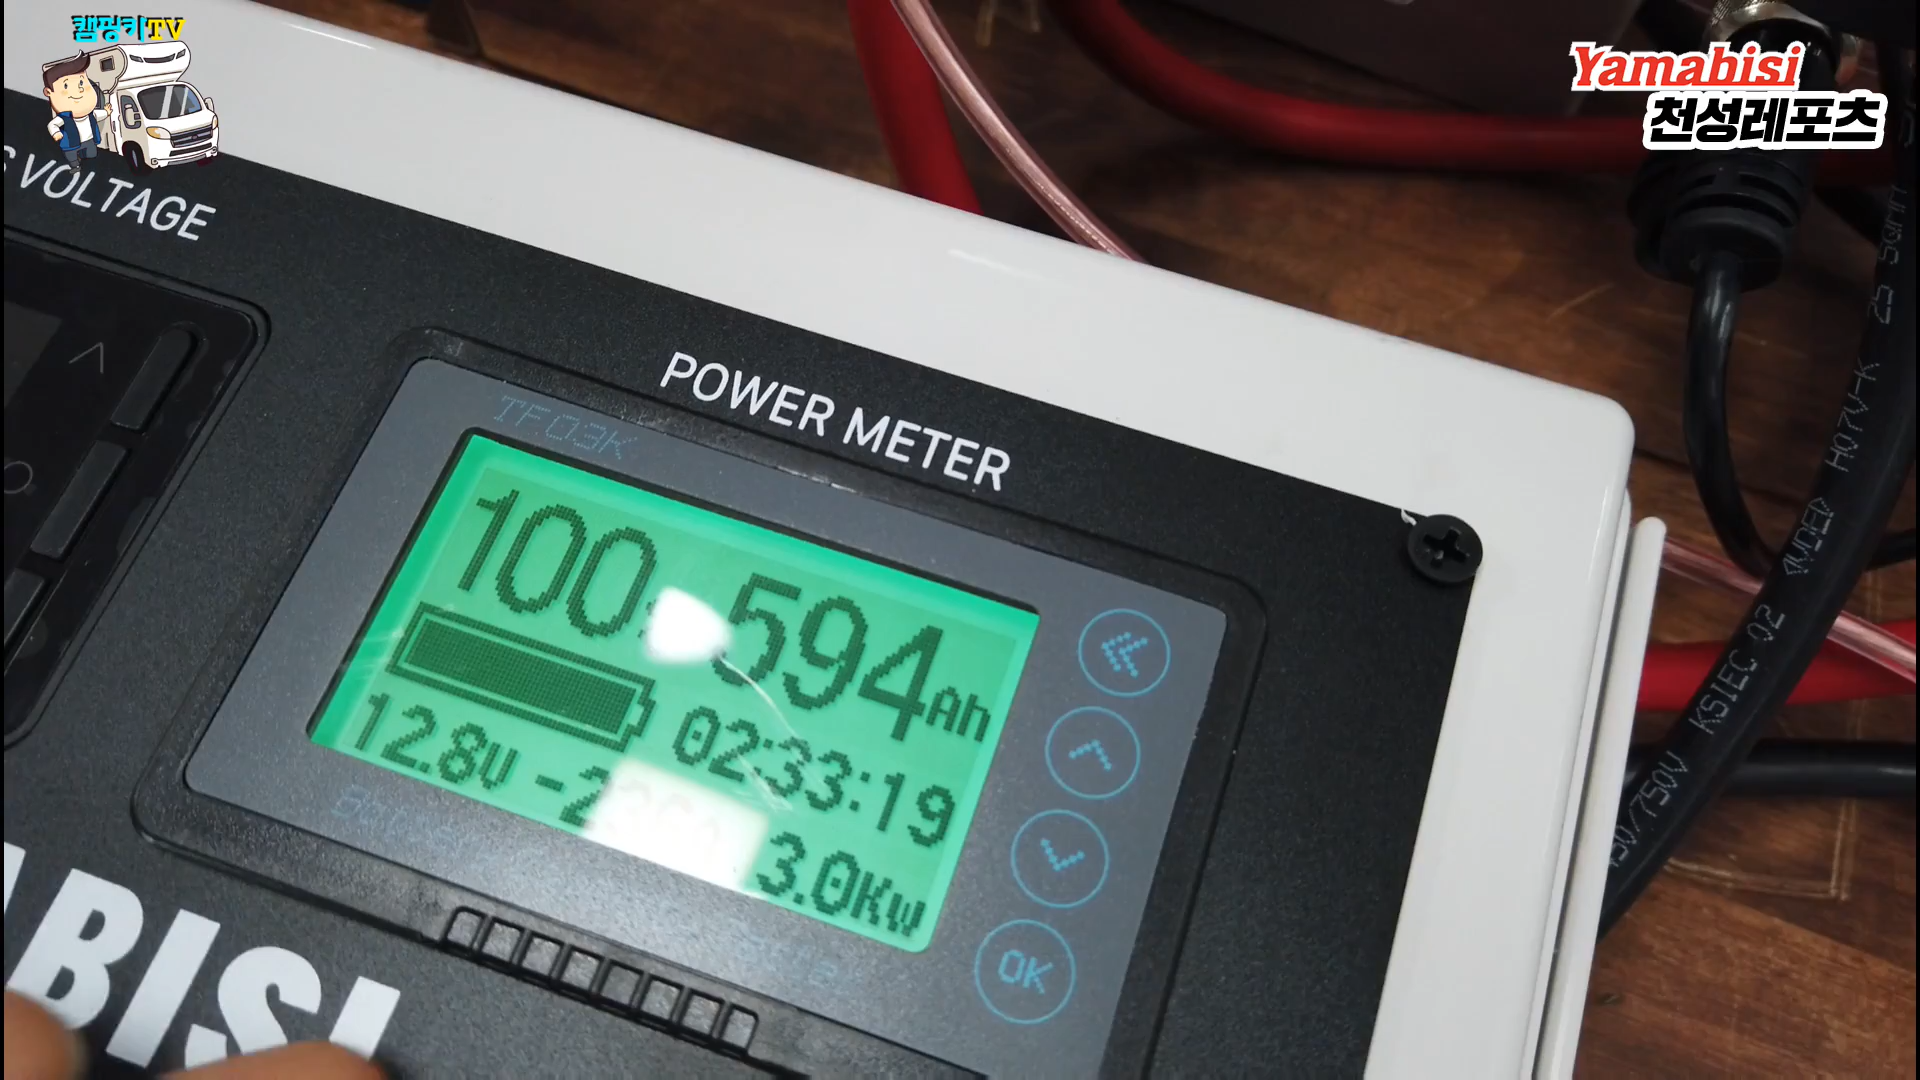 캠핑카TV
Yamabisi
천성레포츠
VOLTAGE
POWER METER
TF03K
100.594Ah
02:33:19
12.8V
3.0Kw
OK
BISI
450/750V KSIEC 02 H07V-K 25 SQMM